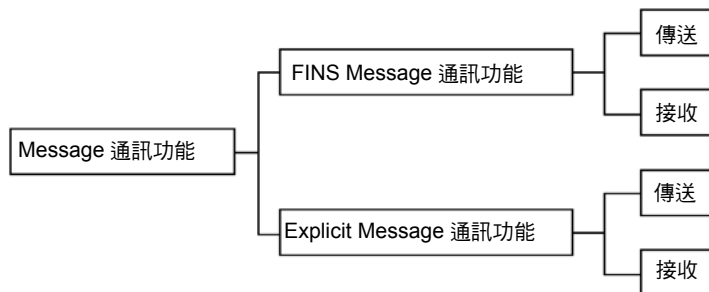 Message 通訊功能
FINS Message 通訊功能
傳送
接收
Explicit Message 通訊功能
傳送
接收